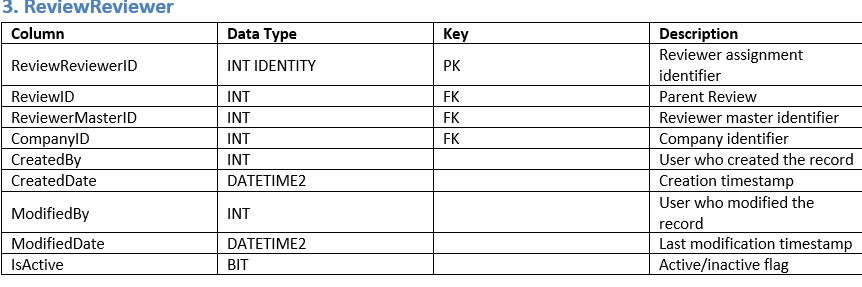 3. ReviewReviewer
Column Data Type Key Description
ReviewReviewerID INT IDENTITY PK Reviewer assignment
identifier
ReviewID INT FK Parent Review
ReviewerMasterID INT FK Reviewer master identifier
CompanyID INT FK Company identifier
CreatedBy INT User who created the record
CreatedDate DATETIME2 Creation timestamp
ModifiedBy INT User who modified the
record
ModifiedDate DATETIME2 Last modification timestamp
IsActive BIT Active/inactive flag